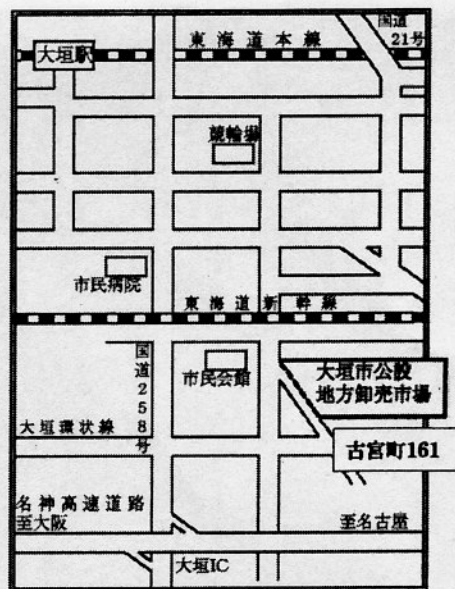 国道
21号
東海道本線
大垣駅
競輪場
市民病院
東海道新幹線
国道258号
市民会館
大垣市公設
地方卸売市場
大垣環状線
古宮町161
名神高速道路
至大阪
至名古屋
大垣IC